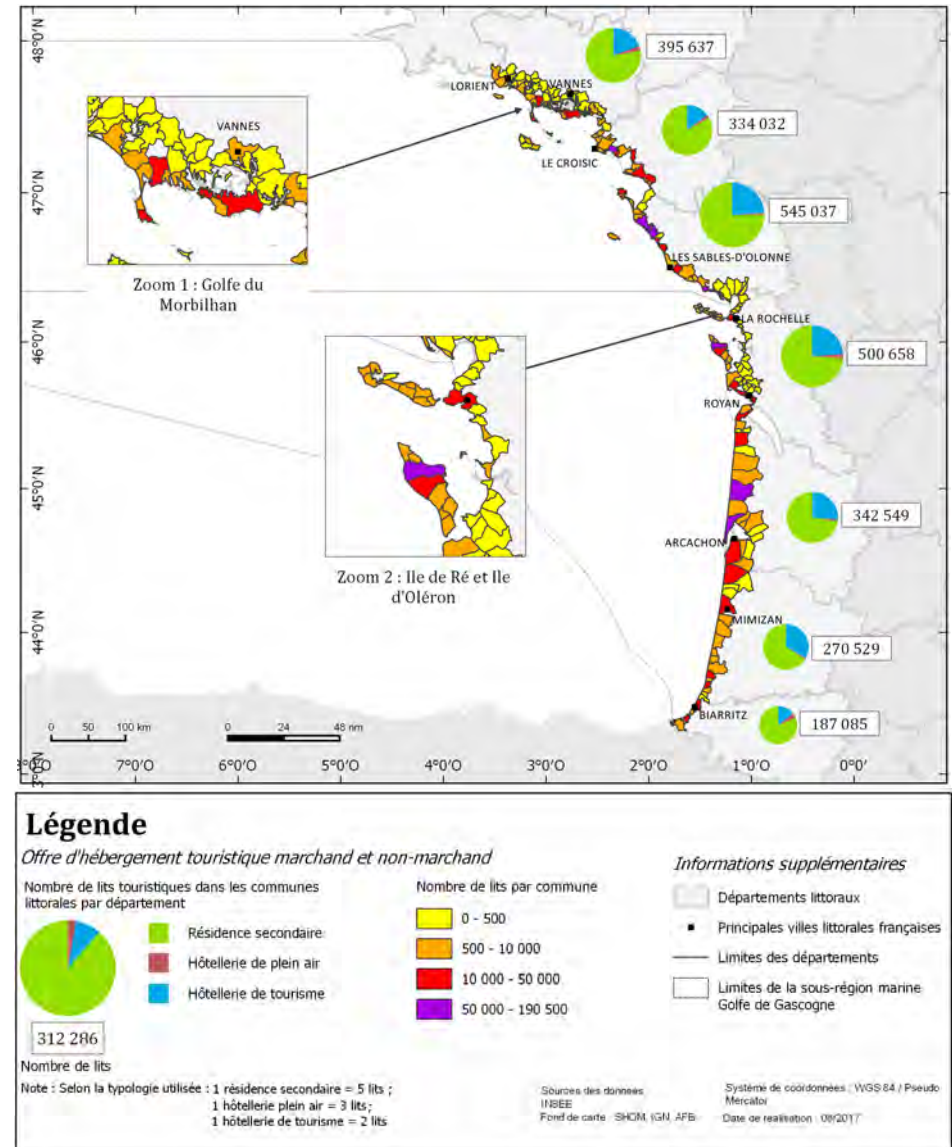 48°0'N
47°0'N
46°0'N
45°0'N
44°0'N
3°0'N
395 637
LORIENT
VANNES
334 032
LE CROISIC
545 037
LES SABLES-D'OLONNE
LA ROCHELLE
500 658
ROYAN
342 549
ARCACHON
MIMIZAN
270 529
BIARRITZ
187 085
VANNES
Zoom 1 : Golfe du
Morbilhan
Zoom 2 : Ile de Ré et Ile
d'Oléron
0 50 100 km
0 24 48 nm
8°0'O 7°0'O 6°0'O 5°0'O 4°0'O 3°0'O 2°0'O 1°0'O 0°0'
Légende
Offre d'hébergement touristique marchand et non-marchand
Nombre de lits touristiques dans les communes
littorales par département
Résidence secondaire
Hôtellerie de plein air
Hôtellerie de tourisme
312 286
Nombre de lits
Nombre de lits par commune
0 - 500
500 - 10 000
10 000 - 50 000
50 000 - 190 500
Informations supplémentaires
Départements littoraux
Principales villes littorales françaises
Limites des départements
Limites de la sous-région marine
Golfe de Gascogne
Note : Selon la typologie utilisée : 1 résidence secondaire = 5 lits ;
1 hôtellerie plein air = 3 lits;
1 hôtellerie de tourisme = 2 lits
Sources des données
INSEE
Fond de carte : SHOM, IGN, AFB
Système de coordonnées : WGS 84 / Pseudo
Mercator
Date de réalisation : 08/2017